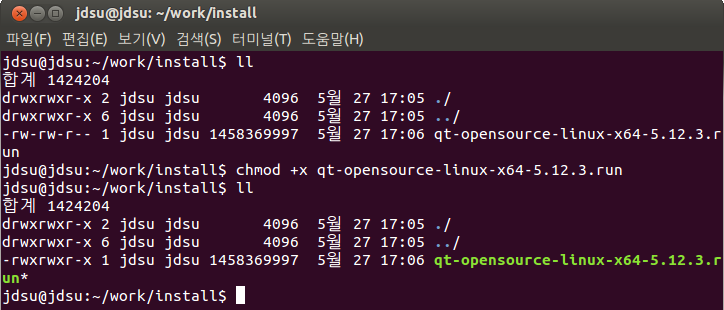 jdsu@jdsu: ~/work/install
파일(F) 편집(E) 보기(V) 검색(S) 터미널(T) 도움말(H)
jdsu@jdsu:~/work/install$ ll
합계 1424204
drwxrwxr-x 2 jdsu jdsu       4096  5월 27 17:05 ./
drwxrwxr-x 6 jdsu jdsu       4096  5월 27 17:05 ../
-rw-rw-r-- 1 jdsu jdsu 1458369997  5월 27 17:06 qt-opensource-linux-x64-5.12.3.r
un
jdsu@jdsu:~/work/install$ chmod +x qt-opensource-linux-x64-5.12.3.run
jdsu@jdsu:~/work/install$ ll
합계 1424204
drwxrwxr-x 2 jdsu jdsu       4096  5월 27 17:05 ./
drwxrwxr-x 6 jdsu jdsu       4096  5월 27 17:05 ../
-rwxrwxr-x 1 jdsu jdsu 1458369997  5월 27 17:06 qt-opensource-linux-x64-5.12.3.r
un*
jdsu@jdsu:~/work/install$